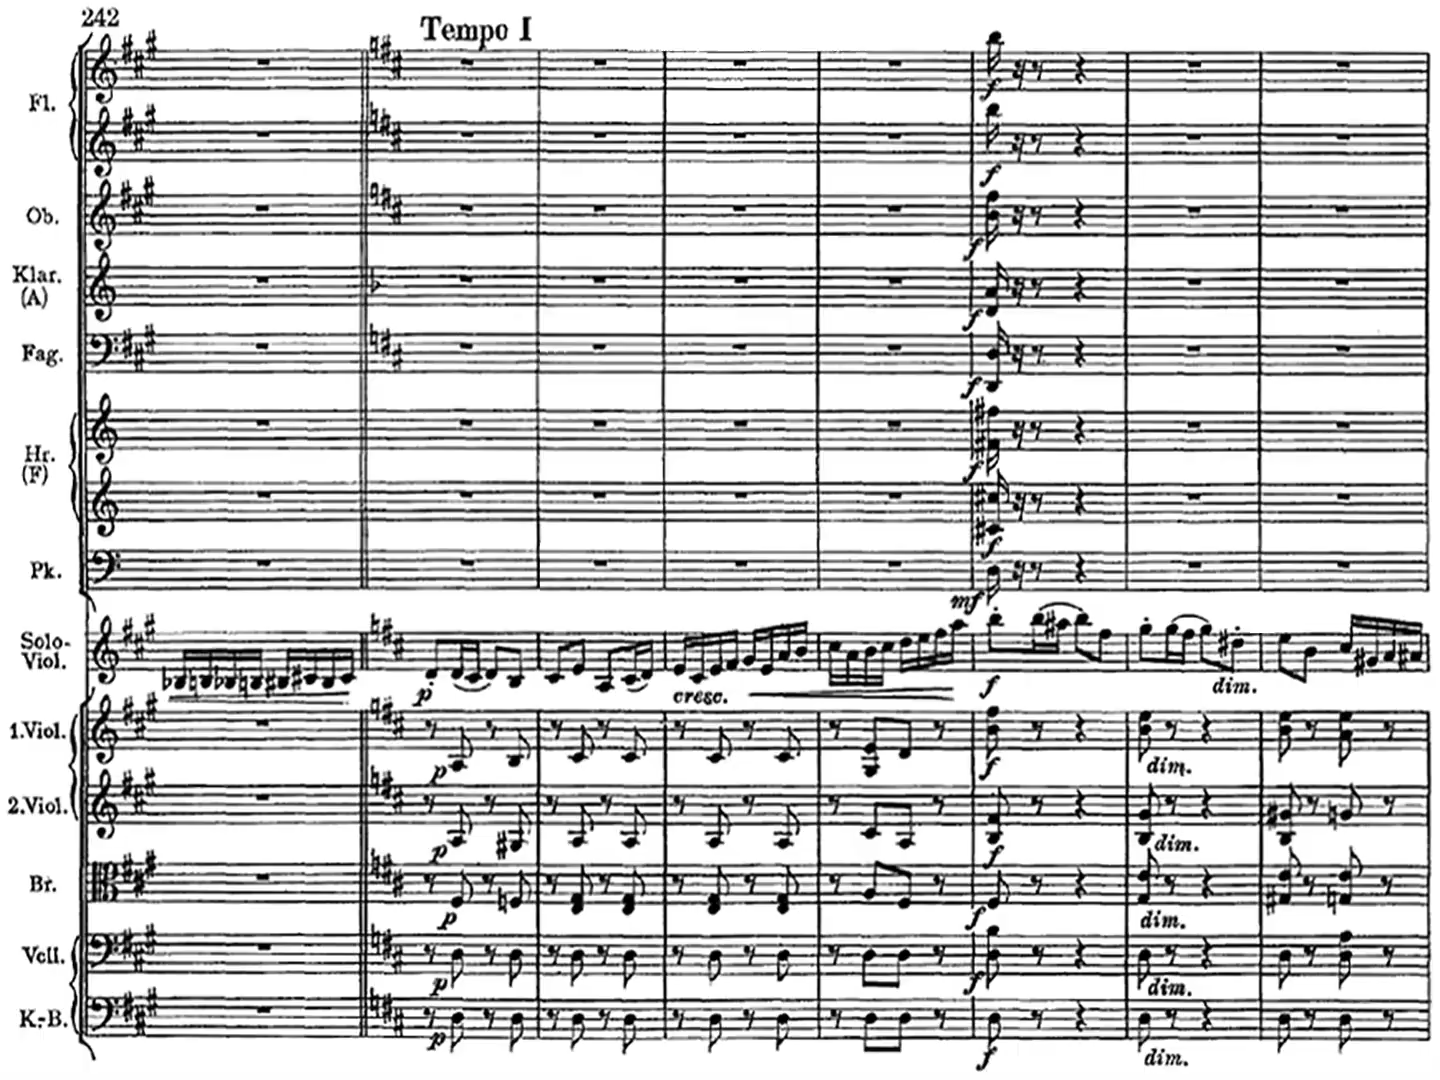 242
Tempo I
Fl.
f
f
Ob.
f
Klar.
(A)
f
Fag.
f
Hr.
(F)
f
f
Pk.
mf
Solo-
Viol.
p
cresc.
f
dim.
1.Viol.
p
f
dim.
2.Viol.
p
f
dim.
Br.
p
f
dim.
Vcll.
p
f
dim.
K.-B.
p
f
dim.